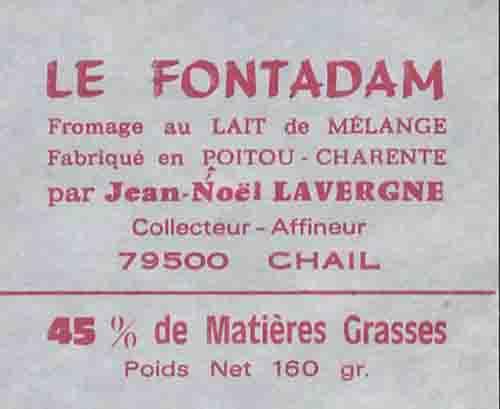 LE FONTADAM
Fromage au LAIT de MÉLANGE
Fabriqué en POITOU - CHARENTE
par Jean-Noël LAVERGNE
Collecteur - Affineur
79500 CHAIL
45 % de Matières Grasses
Poids Net 160 gr.